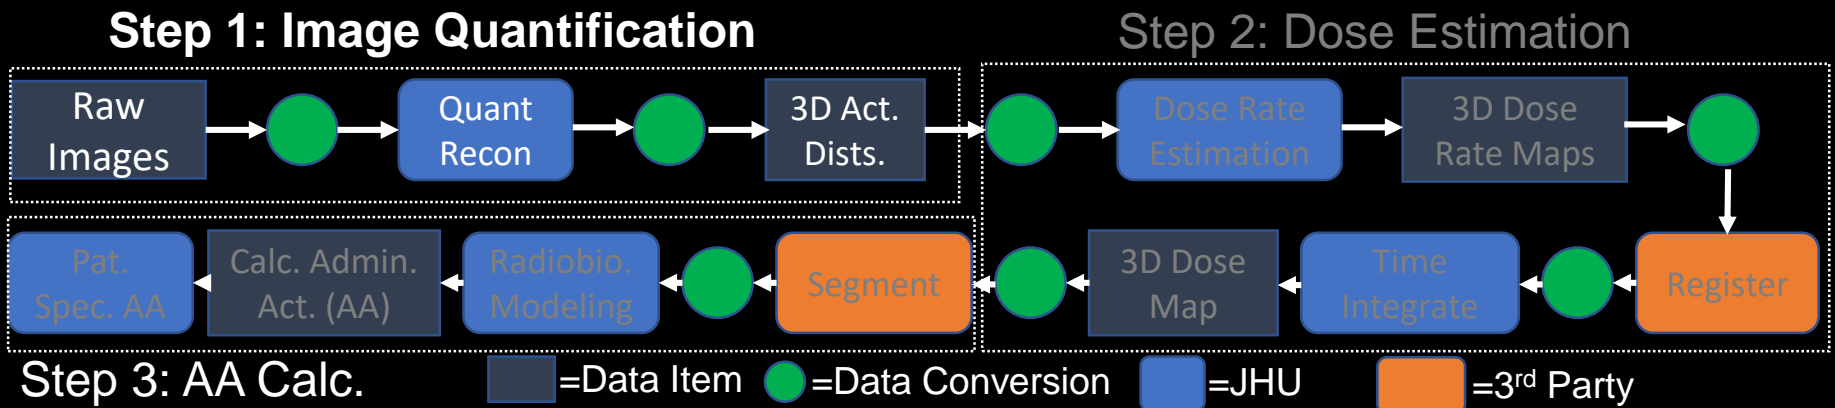 Step 1: Image Quantification
Step 2: Dose Estimation
Raw
Images
Quant
Recon
3D Act.
Dists.
Dose Rate
Estimation
3D Dose
Rate Maps
Pat.
Spec. AA
Calc. Admin.
Act. (AA)
Radiobio.
Modeling
Segment
3D Dose
Map
Time
Integrate
Register
Step 3: AA Calc.
=Data Item
=Data Conversion
=JHU
=3rd Party